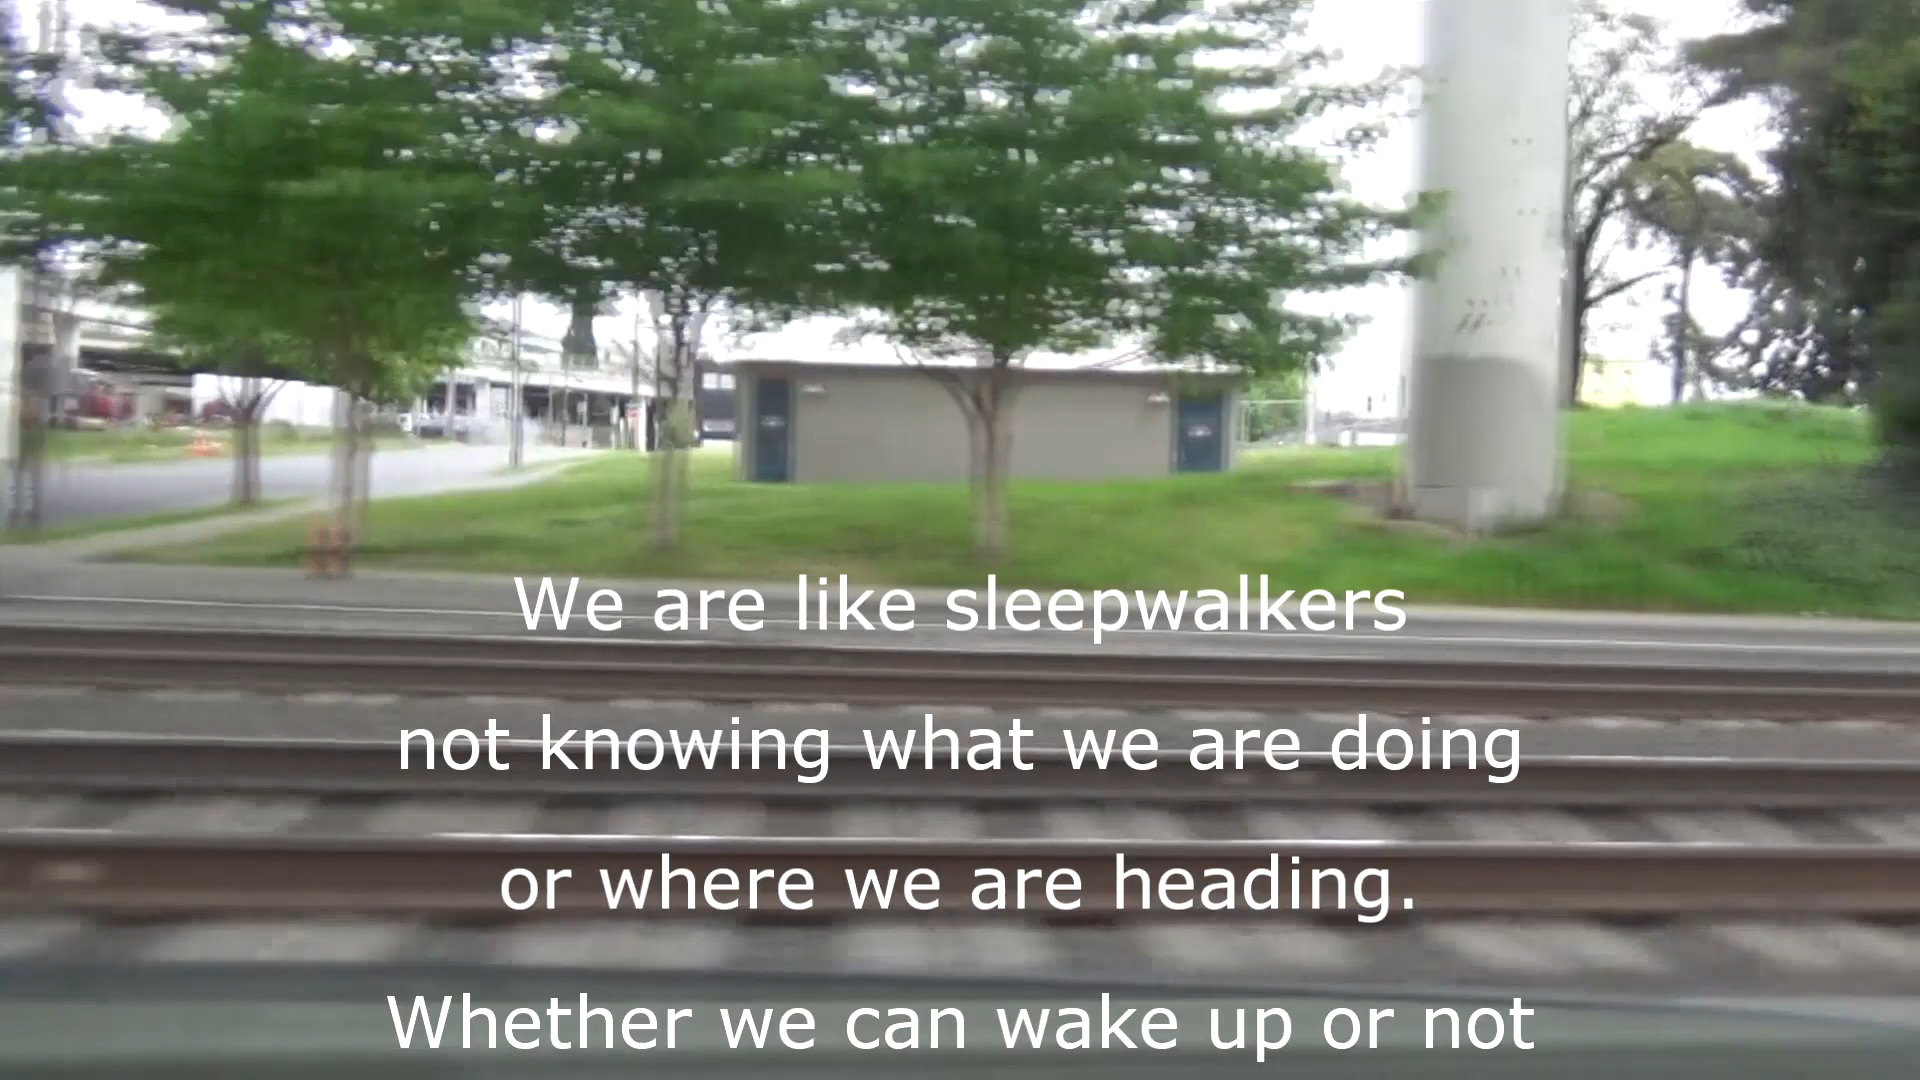 We are like sleepwalkers
not knowing what we are doing
or where we are heading.
Whether we can wake up or not